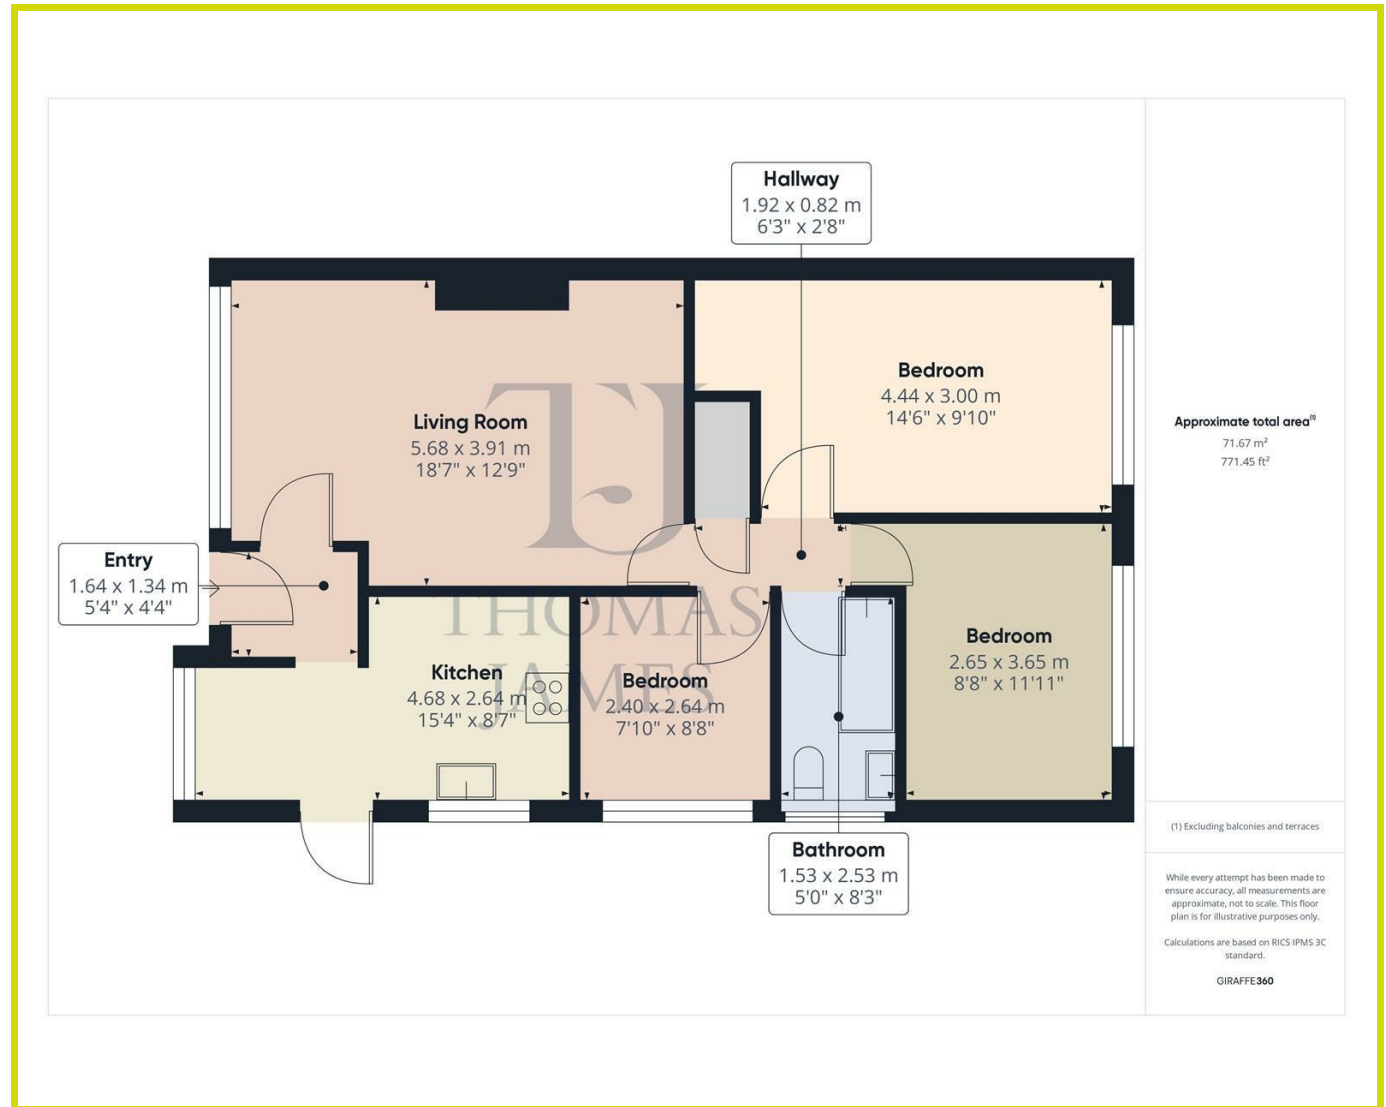 Hallway
1.92 x 0.82 m
6'3" x 2'8"
Bedroom
4.44 x 3.00 m
14'6" x 9'10"
Living Room
5.68 x 3.91 m
18'7" x 12'9"
Approximate total area(1)
71.67 m²
771.45 ft²
Entry
1.64 x 1.34 m
5'4" x 4'4"
TJ
THOMAS
JAMES
Kitchen
4.68 x 2.64 m
15'4" x 8'7"
Bedroom
2.40 x 2.64 m
7'10" x 8'8"
Bedroom
2.65 x 3.65 m
8'8" x 11'11"
Bathroom
1.53 x 2.53 m
5'0" x 8'3"
(1) Excluding balconies and terraces
While every attempt has been made to
ensure accuracy, all measurements are
approximate, not to scale. This floor
plan is for illustrative purposes only.
Calculations are based on RICS IPMS 3C
standard.
GIRAFFE360